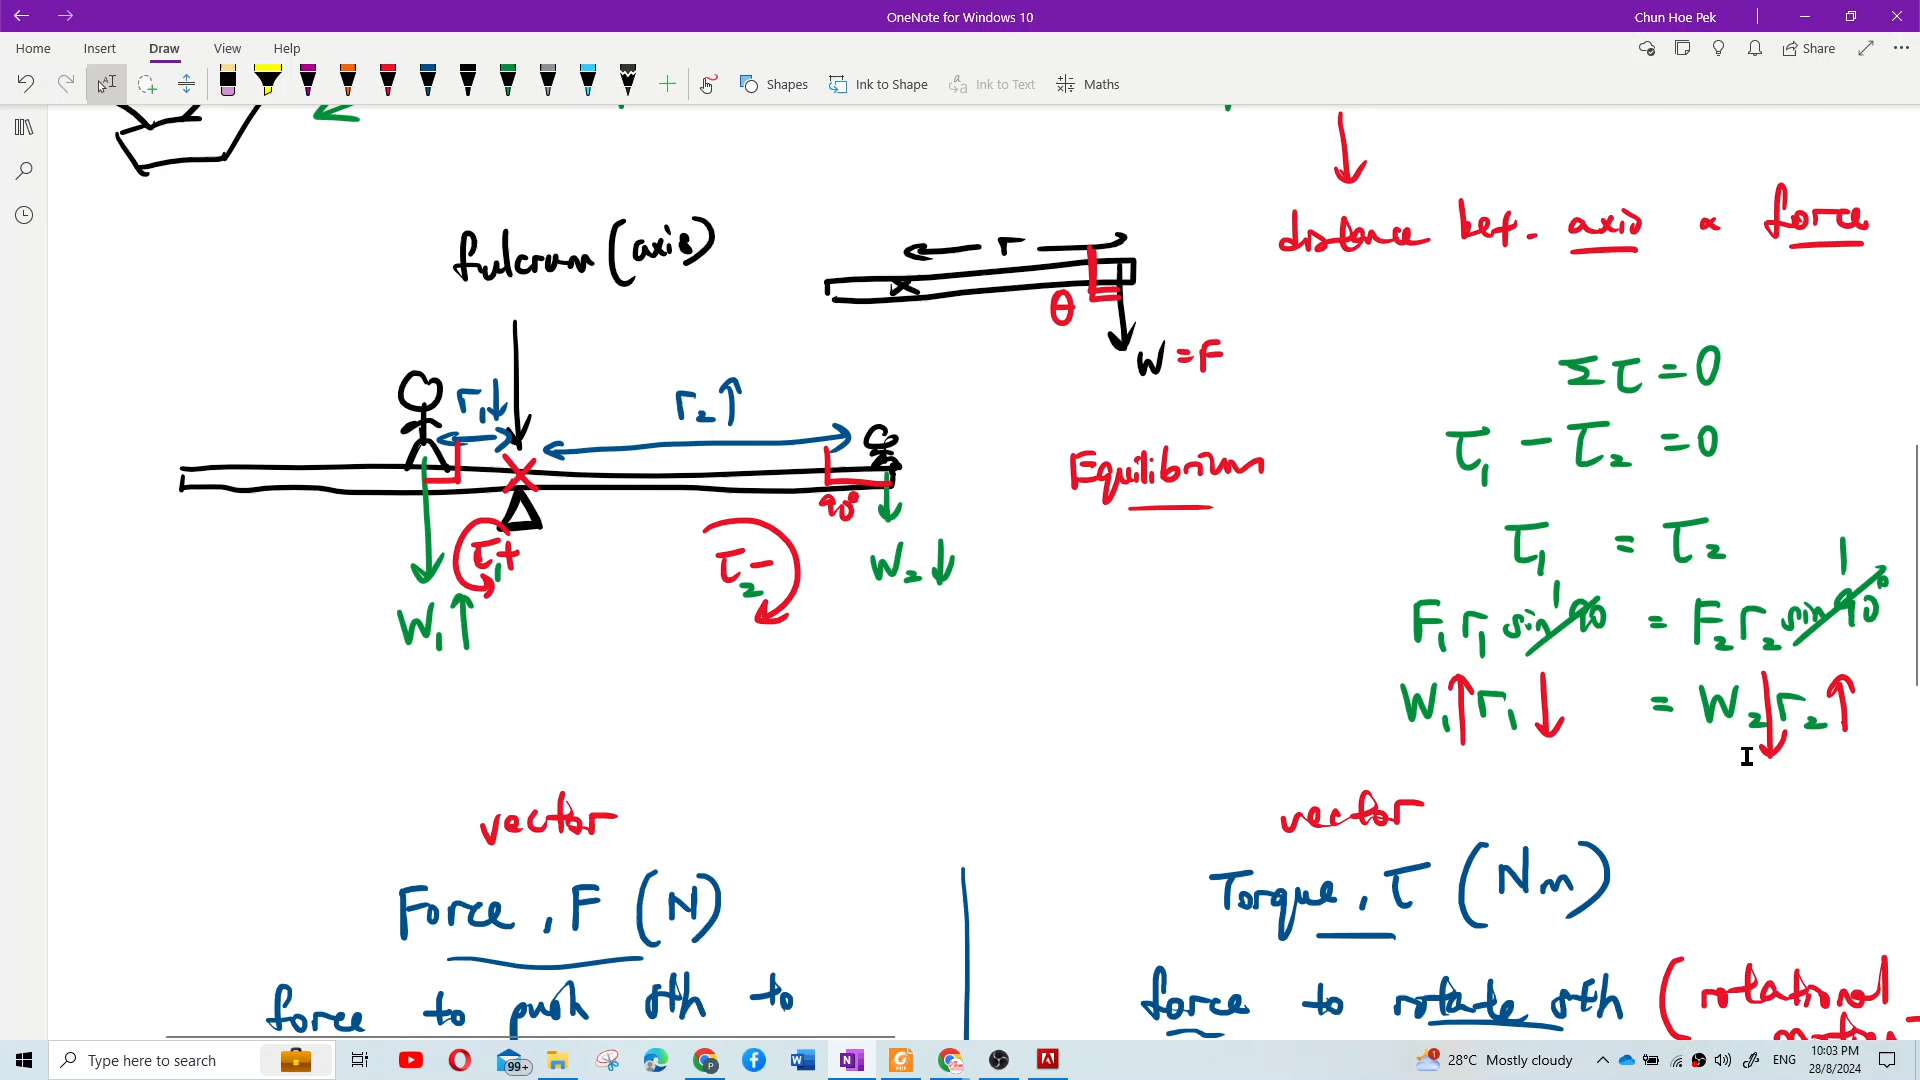 OneNote for Windows 10
Chun Hoe Pek
Home Insert Draw View Help
Share
Shapes
Ink to Shape
Ink to Text
Maths
distance bet. axis & force
fulcrum (axis)
r
θ
W = F
r₁↓
r₂↑
Στ = 0
τ₁ - τ₂ = 0
Equilibrium
90°
τ₁+
τ₂-
W₂↓
W₁↑
τ₁ = τ₂
1 1
F₁ r₁ sin 90 = F₂ r₂ sin 90°
W₁↑r₁↓ = W₂↓r₂↑
vector
vector
Force, F (N)
Torque, τ (Nm)
force to push sth to
force to rotate sth (rotational
motion
Type here to search
99+
28°C Mostly cloudy
ENG
10:03 PM
28/8/2024